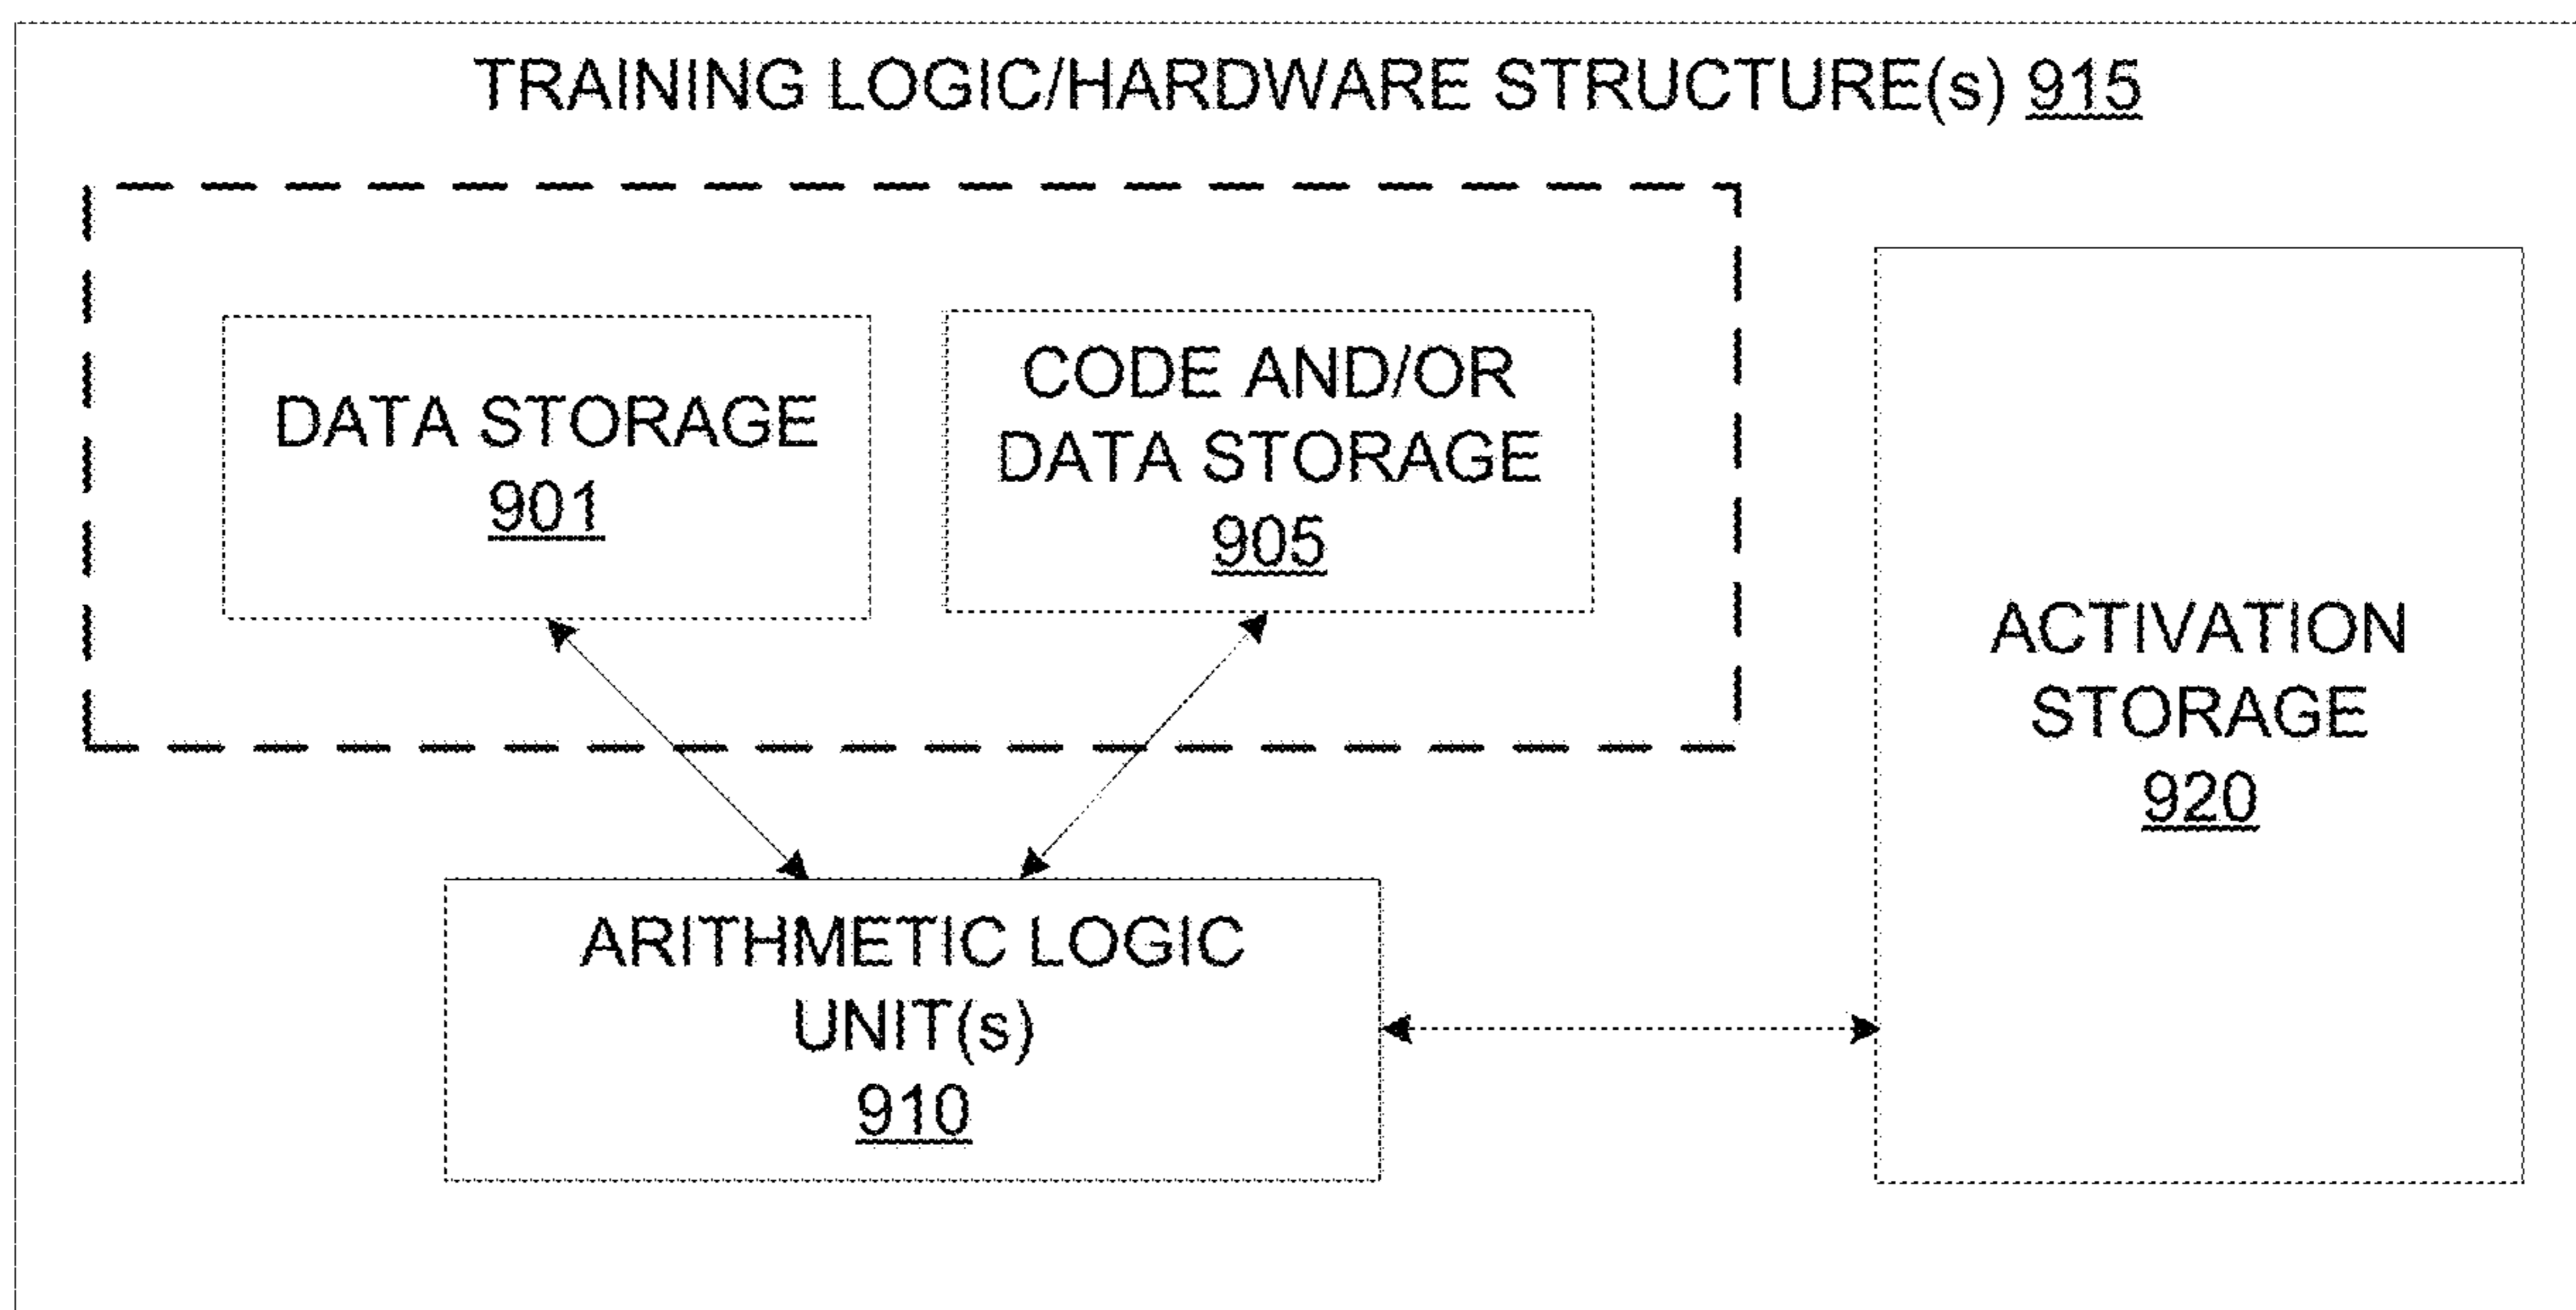 TRAINING LOGIC/HARDWARE STRUCTURE(s) 915
DATA STORAGE
901
CODE AND/OR
DATA STORAGE
905
ACTIVATION
STORAGE
920
ARITHMETIC LOGIC
UNIT(s)
910